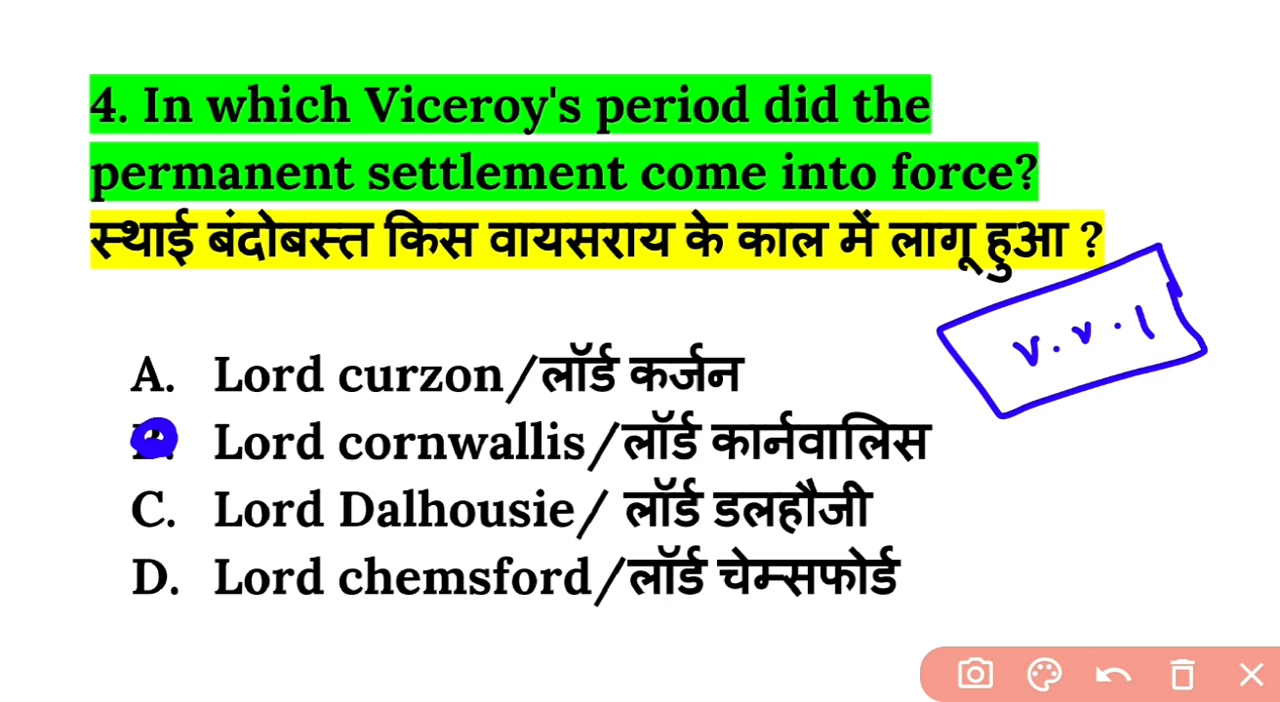 4. In which Viceroy's period did the
permanent settlement come into force?
स्थाई बंदोबस्त किस वायसराय के काल में लागू हुआ ?
v. v. I
A. Lord curzon/लॉर्ड कर्जन
Lord cornwallis/लॉर्ड कार्नवालिस
C. Lord Dalhousie/ लॉर्ड डलहौजी
D. Lord chemsford/लॉर्ड चेम्सफोर्ड